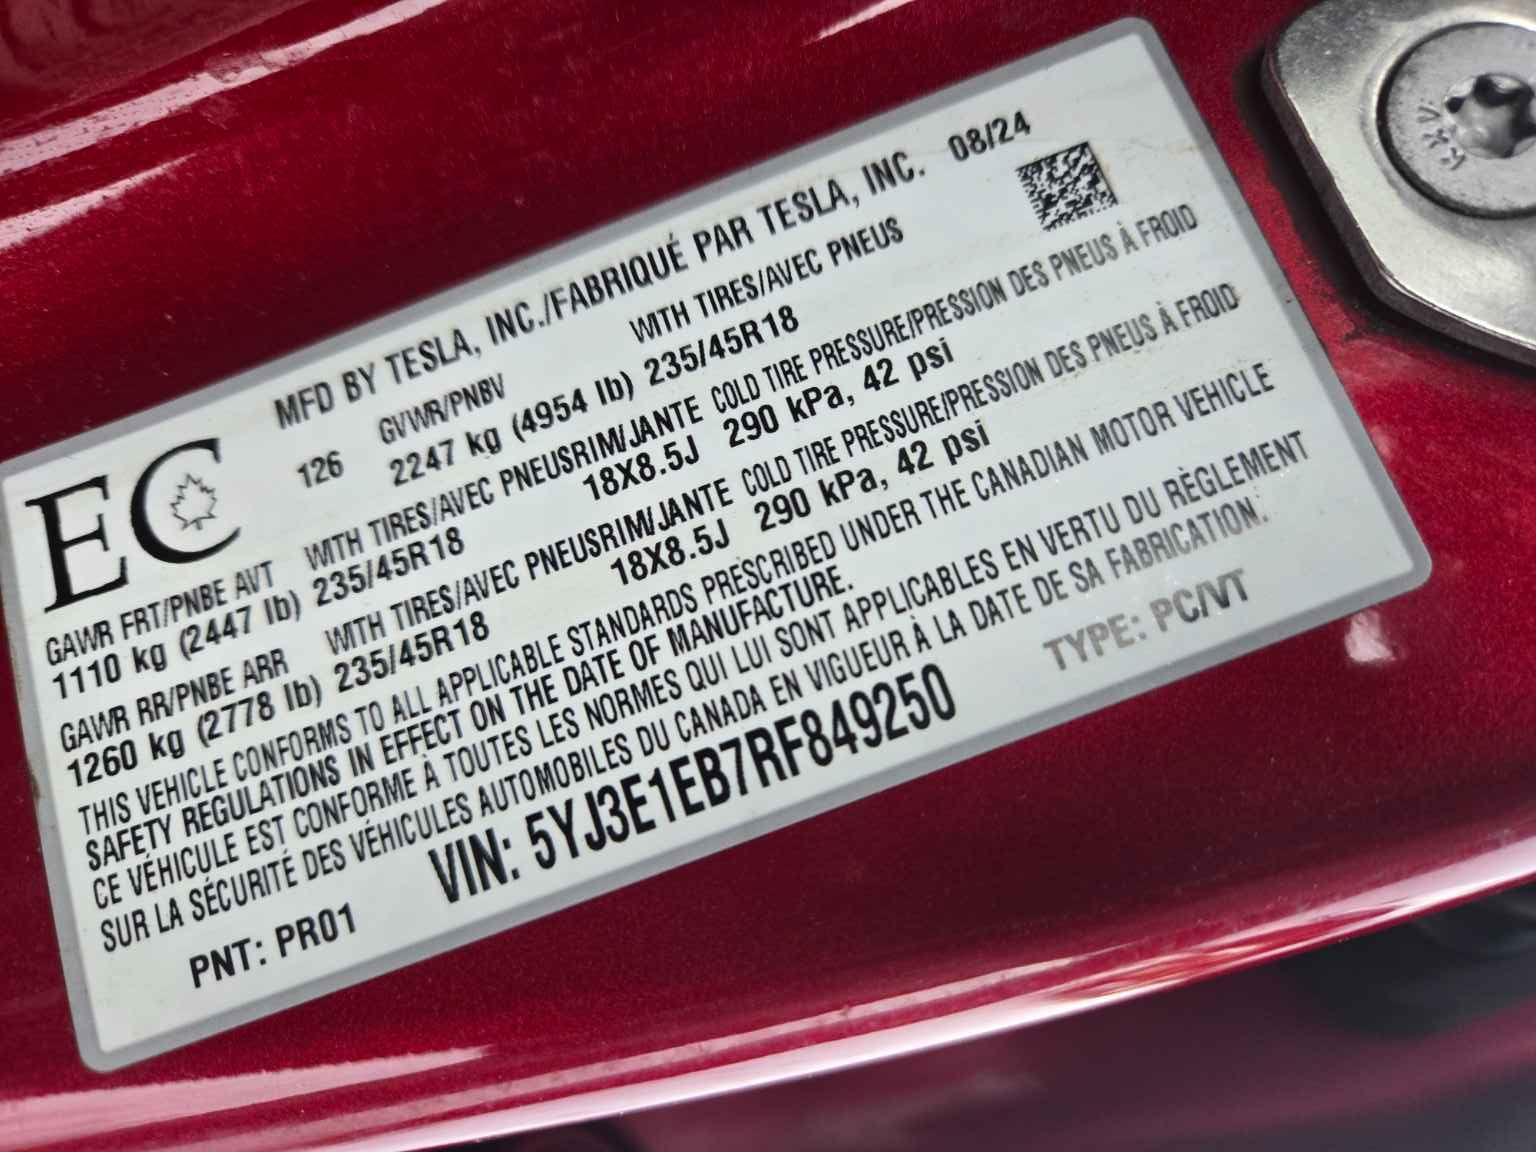 MFD BY TESLA, INC./FABRIQUÉ PAR TESLA, INC. 08/24
EC
126
GVWR/PNBV WITH TIRES/AVEC PNEUS
2247 kg (4954 lb) 235/45R18
GAWR FRT/PNBE AVT WITH TIRES/AVEC PNEUSRIM/JANTE COLD TIRE PRESSURE/PRESSION DES PNEUS À FROID
1110 kg (2447 lb) 235/45R18 18X8.5J 290 kPa, 42 psi
GAWR RR/PNBE ARR WITH TIRES/AVEC PNEUSRIM/JANTE COLD TIRE PRESSURE/PRESSION DES PNEUS À FROID
1260 kg (2778 lb) 235/45R18 18X8.5J 290 kPa, 42 psi
THIS VEHICLE CONFORMS TO ALL APPLICABLE STANDARDS PRESCRIBED UNDER THE CANADIAN MOTOR VEHICLE
SAFETY REGULATIONS IN EFFECT ON THE DATE OF MANUFACTURE.
CE VÉHICULE EST CONFORME À TOUTES LES NORMES QUI LUI SONT APPLICABLES EN VERTU DU RÈGLEMENT
SUR LA SÉCURITÉ DES VÉHICULES AUTOMOBILES DU CANADA EN VIGUEUR À LA DATE DE SA FABRICATION.
VIN: 5YJ3E1EB7RF849250 TYPE: PC/VT
PNT: PR01